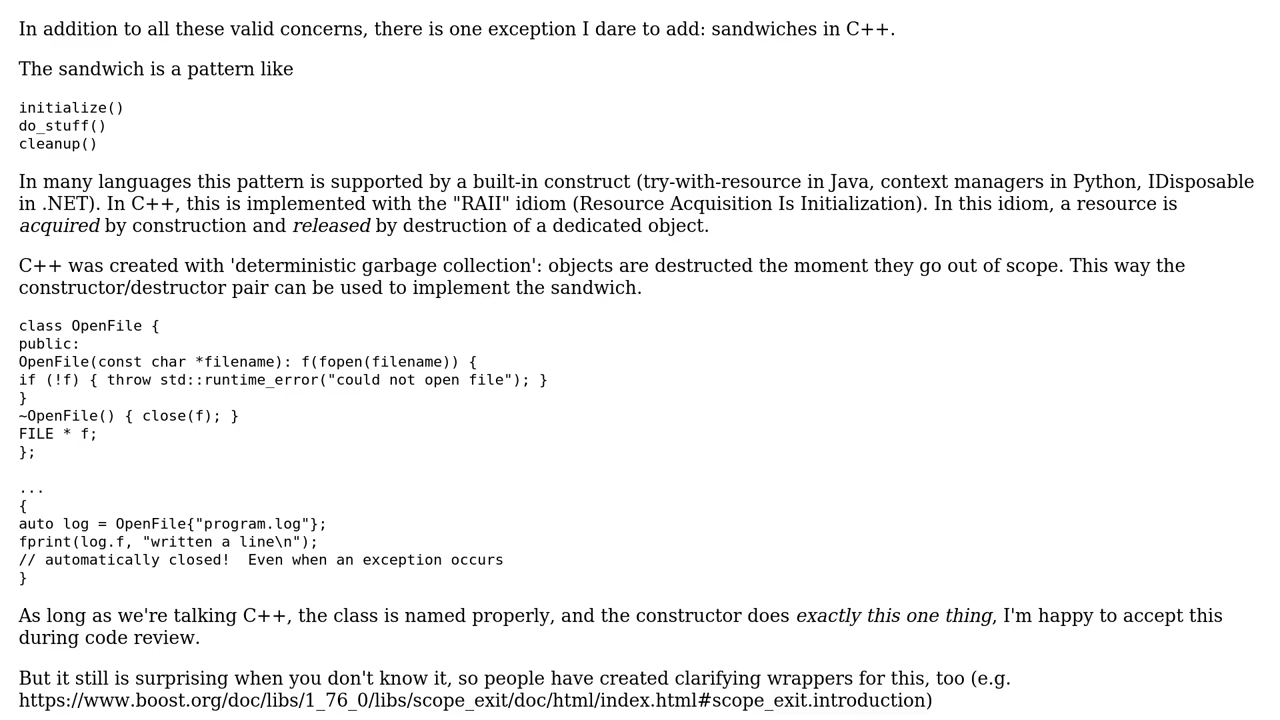 In addition to all these valid concerns, there is one exception I dare to add: sandwiches in C++.
The sandwich is a pattern like
initialize()
do_stuff()
cleanup()
In many languages this pattern is supported by a built-in construct (try-with-resource in Java, context managers in Python, IDisposable
in .NET). In C++, this is implemented with the "RAII" idiom (Resource Acquisition Is Initialization). In this idiom, a resource is
acquired by construction and released by destruction of a dedicated object.
C++ was created with 'deterministic garbage collection': objects are destructed the moment they go out of scope. This way the
constructor/destructor pair can be used to implement the sandwich.
class OpenFile {
public:
OpenFile(const char *filename): f(fopen(filename)) {
if (!f) { throw std::runtime_error("could not open file"); }
}
~OpenFile() { close(f); }
FILE * f;
};
...
{
auto log = OpenFile{"program.log"};
fprint(log.f, "written a line\n");
// automatically closed!  Even when an exception occurs
}
As long as we're talking C++, the class is named properly, and the constructor does exactly this one thing, I'm happy to accept this
during code review.
But it still is surprising when you don't know it, so people have created clarifying wrappers for this, too (e.g.
https://www.boost.org/doc/libs/1_76_0/libs/scope_exit/doc/html/index.html#scope_exit.introduction)